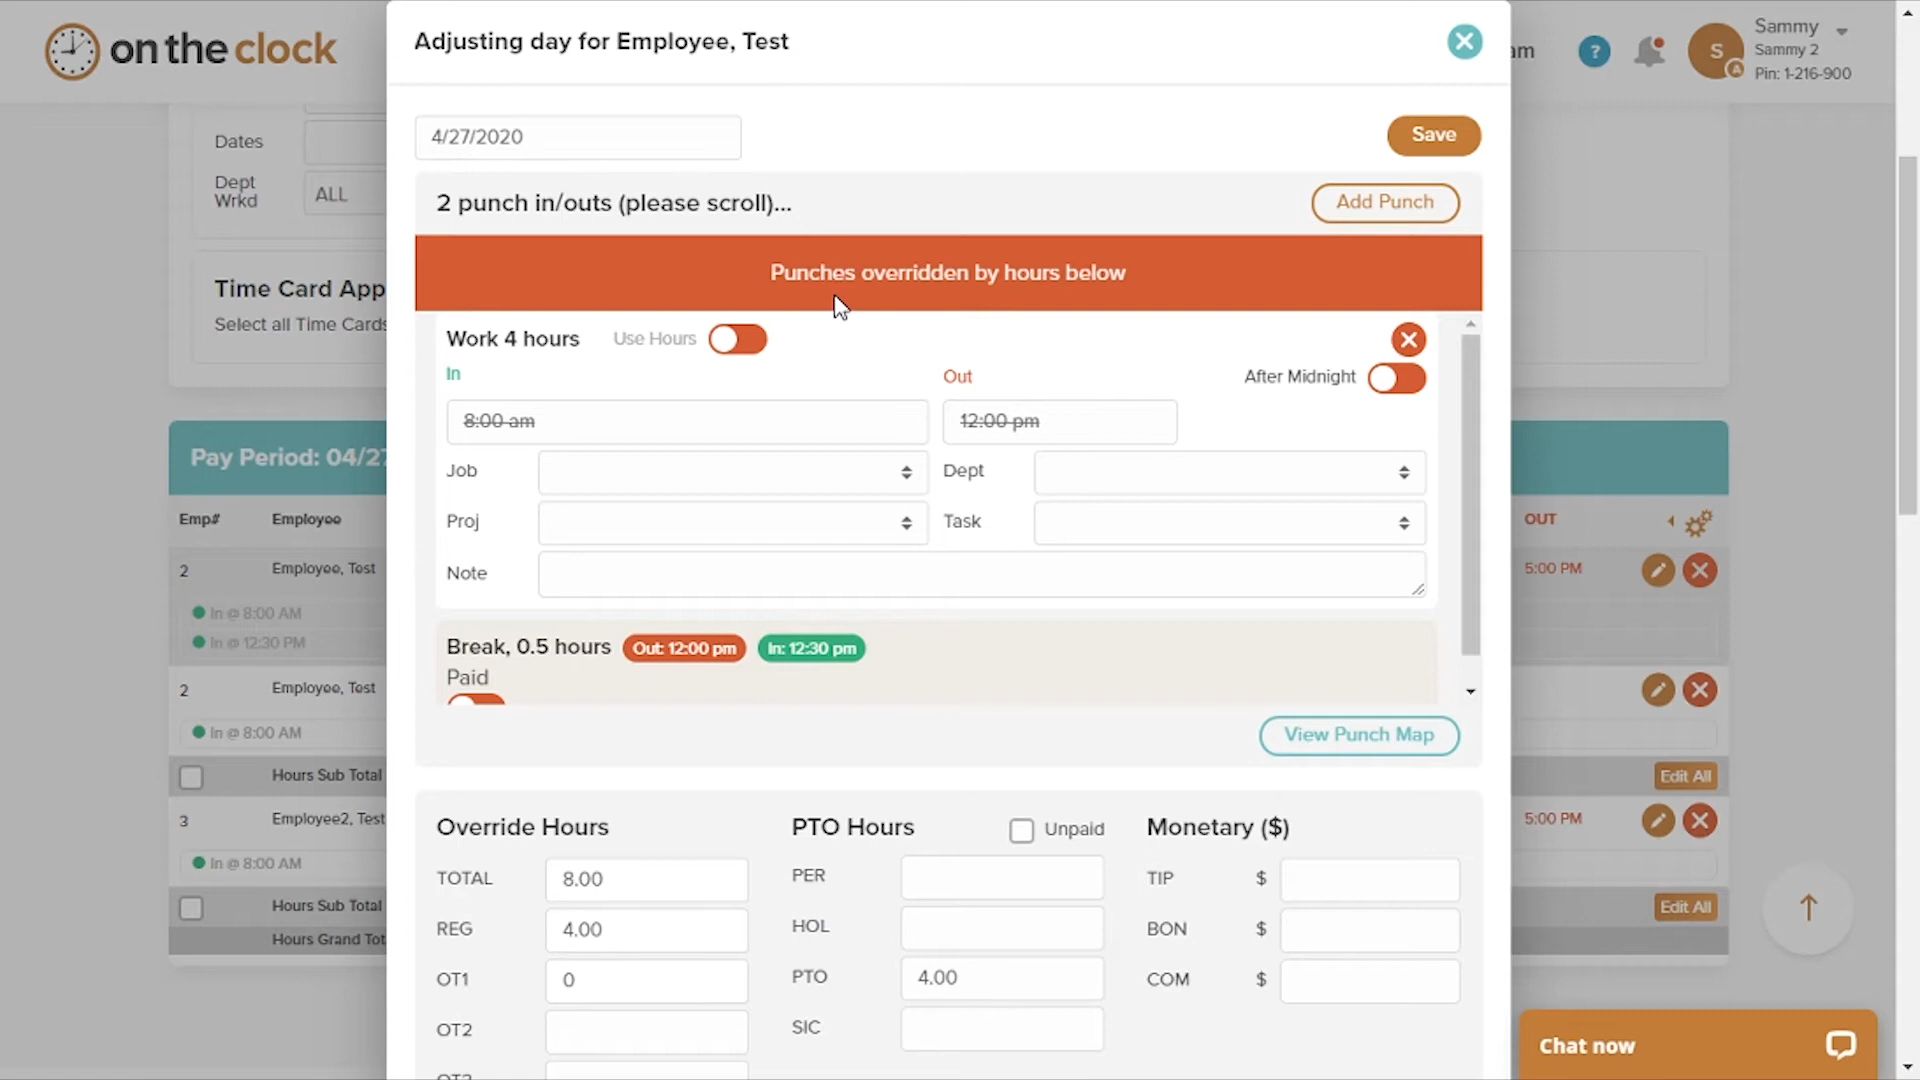 on the clock
Adjusting day for Employee, Test
am
?
S
A
Sammy
Sammy 2
Pin: 1-216-900
Dates
Dept
Wrkd
ALL
4/27/2020
Save
2 punch in/outs (please scroll)...
Add Punch
Punches overridden by hours below
Time Card App
Select all Time Cards
Work 4 hours
Use Hours
In
Out
After Midnight
8:00 am
12:00 pm
Job
Dept
Proj
Task
Note
Break, 0.5 hours
Out: 12:00 pm
In: 12:30 pm
Paid
View Punch Map
Pay Period: 04/27
Emp#
Employee
OUT
2
Employee, Test
5:00 PM
In @ 8:00 AM
In @ 12:30 PM
2
Employee, Test
In @ 8:00 AM
Hours Sub Total
Edit All
3
Employee2, Test
5:00 PM
In @ 8:00 AM
Hours Sub Total
Edit All
Hours Grand Tot
Override Hours
PTO Hours
Unpaid
Monetary ($)
TOTAL
8.00
PER
TIP
$
REG
4.00
HOL
BON
$
OT1
0
PTO
4.00
COM
$
OT2
SIC
OT3
Chat now